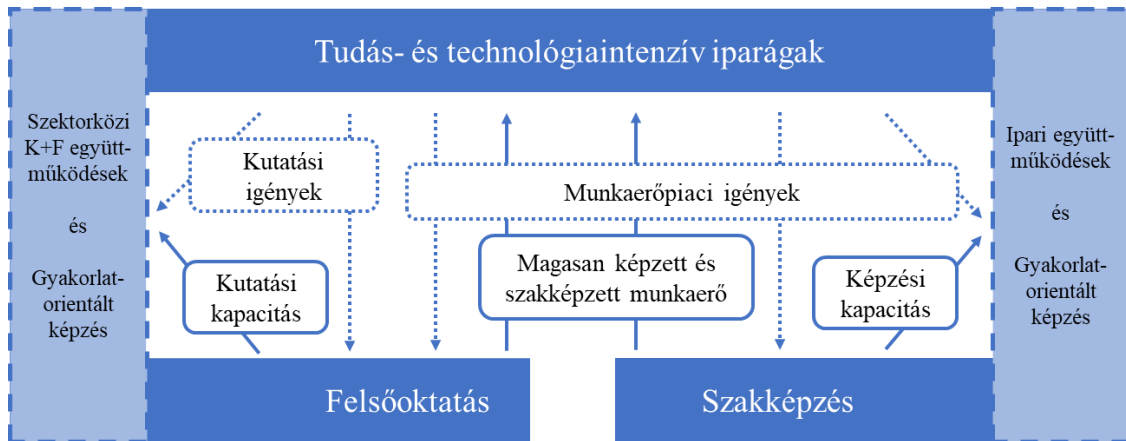 Tudás- és technológiaintenzív iparágak
Szektorközi
K+F együtt-
működések
és
Gyakorlat-
orientált
képzés
Kutatási
igények
Munkaerőpiaci igények
Kutatási
kapacitás
Magasan képzett és
szakképzett munkaerő
Képzési
kapacitás
Ipari együtt-
működések
és
Gyakorlat-
orientált
képzés
Felsőoktatás
Szakképzés